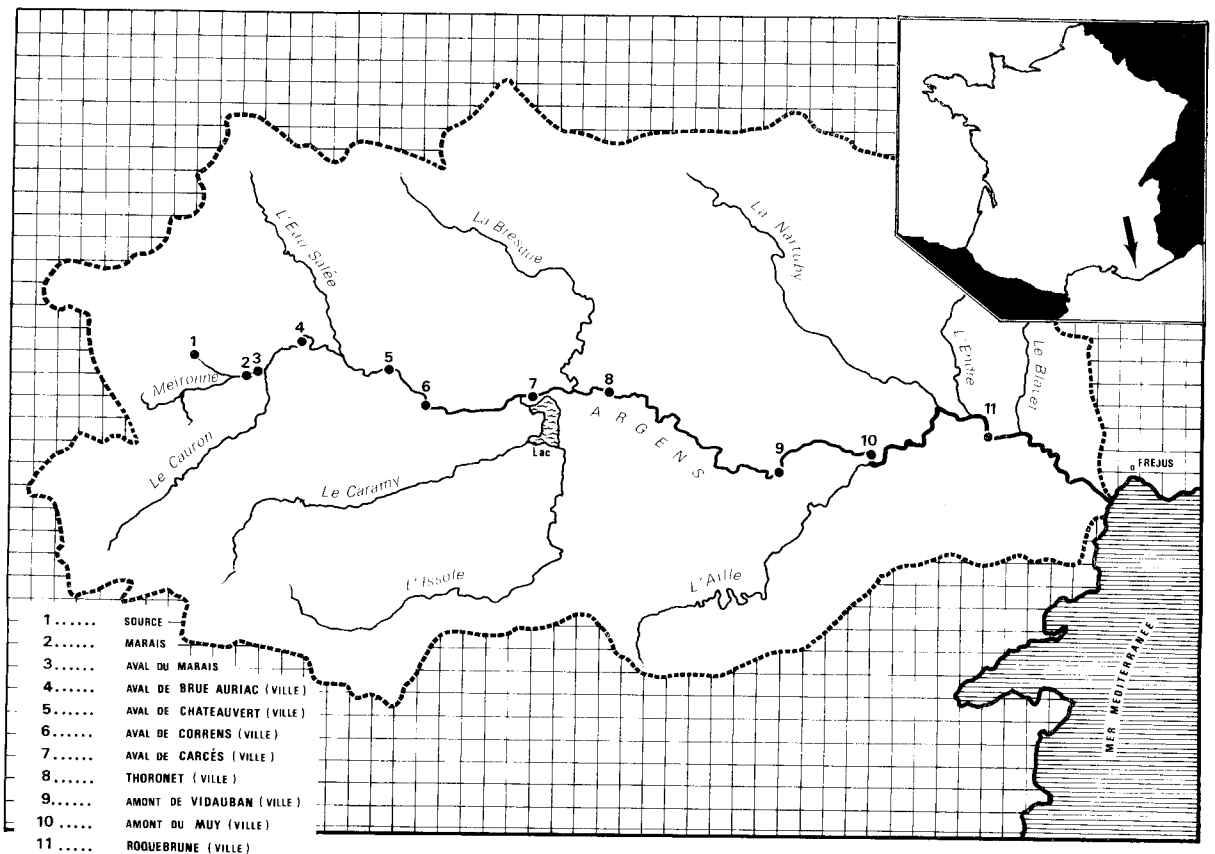 L'Eau Salée
La Bresque
La Nartuby
L'Endre
Le Blavet
1
2 3
4
5
6
7
8
9
10
11
Meironne
Le Cauron
Le Caramy
Lac
L'Issole
L'Aille
ARGENS
FREJUS
MER MEDITERRANÉE
1...... SOURCE
2...... MARAIS
3...... AVAL DU MARAIS
4...... AVAL DE BRUE AURIAC (VILLE)
5...... AVAL DE CHATEAUVERT (VILLE)
6...... AVAL DE CORRENS (VILLE)
7...... AVAL DE CARCÉS (VILLE)
8...... THORONET (VILLE)
9...... AMONT DE VIDAUBAN (VILLE)
10..... AMONT DU MUY (VILLE)
11..... ROQUEBRUNE (VILLE)